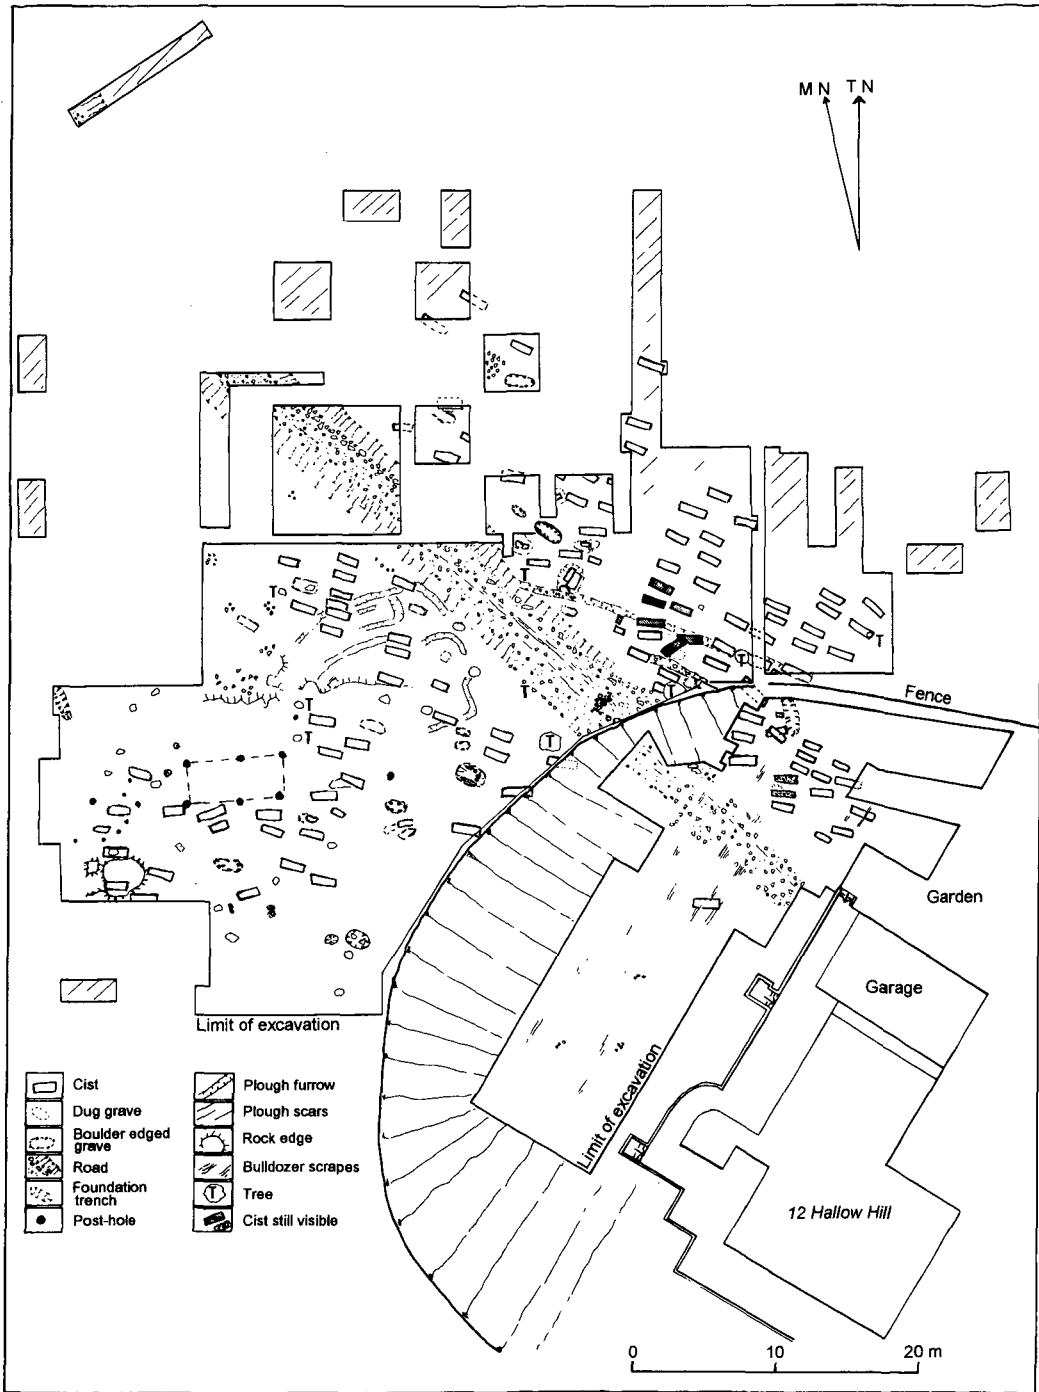 M N T N
T
T
T
T
T
T
T
T
T
T
Fence
Garden
Garage
Limit of excavation
Limit of excavation
12 Hallow Hill
Cist
Dug grave
Boulder edged
grave
Road
Foundation
trench
Post-hole
Plough furrow
Plough scars
Rock edge
Bulldozer scrapes
T Tree
Cist still visible
0 10 20 m